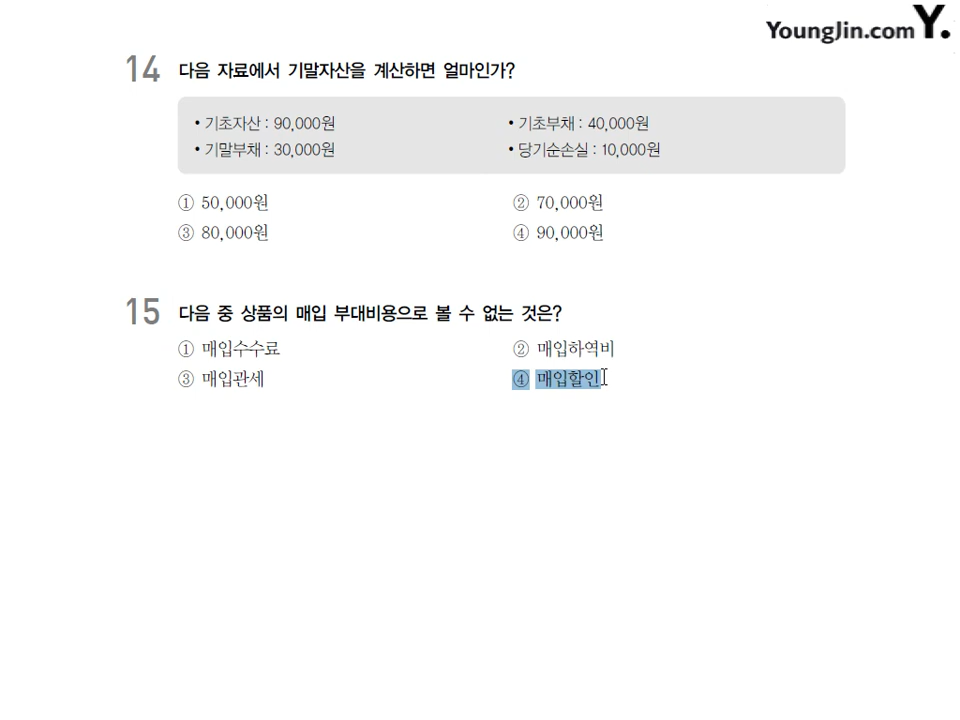 YoungJin.com Y.
14 다음 자료에서 기말자산을 계산하면 얼마인가?
• 기초자산 : 90,000원 • 기초부채 : 40,000원
• 기말부채 : 30,000원 • 당기순손실 : 10,000원
① 50,000원 ② 70,000원
③ 80,000원 ④ 90,000원
15 다음 중 상품의 매입 부대비용으로 볼 수 없는 것은?
① 매입수수료 ② 매입하역비
③ 매입관세 ④ 매입할인